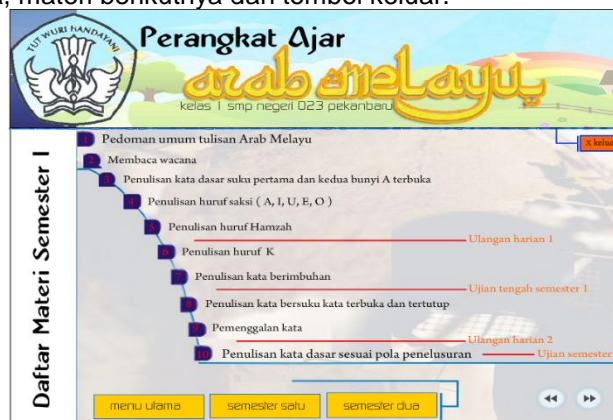 a, materi berikutnya dan tombol keluar.
TUT WURI HANDAYANI
Perangkat Ajar
arab melayu
kelas 1 smp negeri 023 pekanbaru
X kelua
Daftar Materi Semester 1
1 Pedoman umum tulisan Arab Melayu
2 Membaca wacana
3 Penulisan kata dasar suku pertama dan kedua bunyi A terbuka
4 Penulisan huruf saksi ( A, I, U, E, O )
5 Penulisan huruf Hamzah
Ulangan harian 1
6 Penulisan huruf K
7 Penulisan kata berimbuhan
Ujian tengah semester 1
8 Penulisan kata bersuku kata terbuka dan tertutup
9 Pemenggalan kata
Ulangan harian 2
10 Penulisan kata dasar sesuai pola penelusuran
Ujian semester
menu utama
semester satu
semester dua